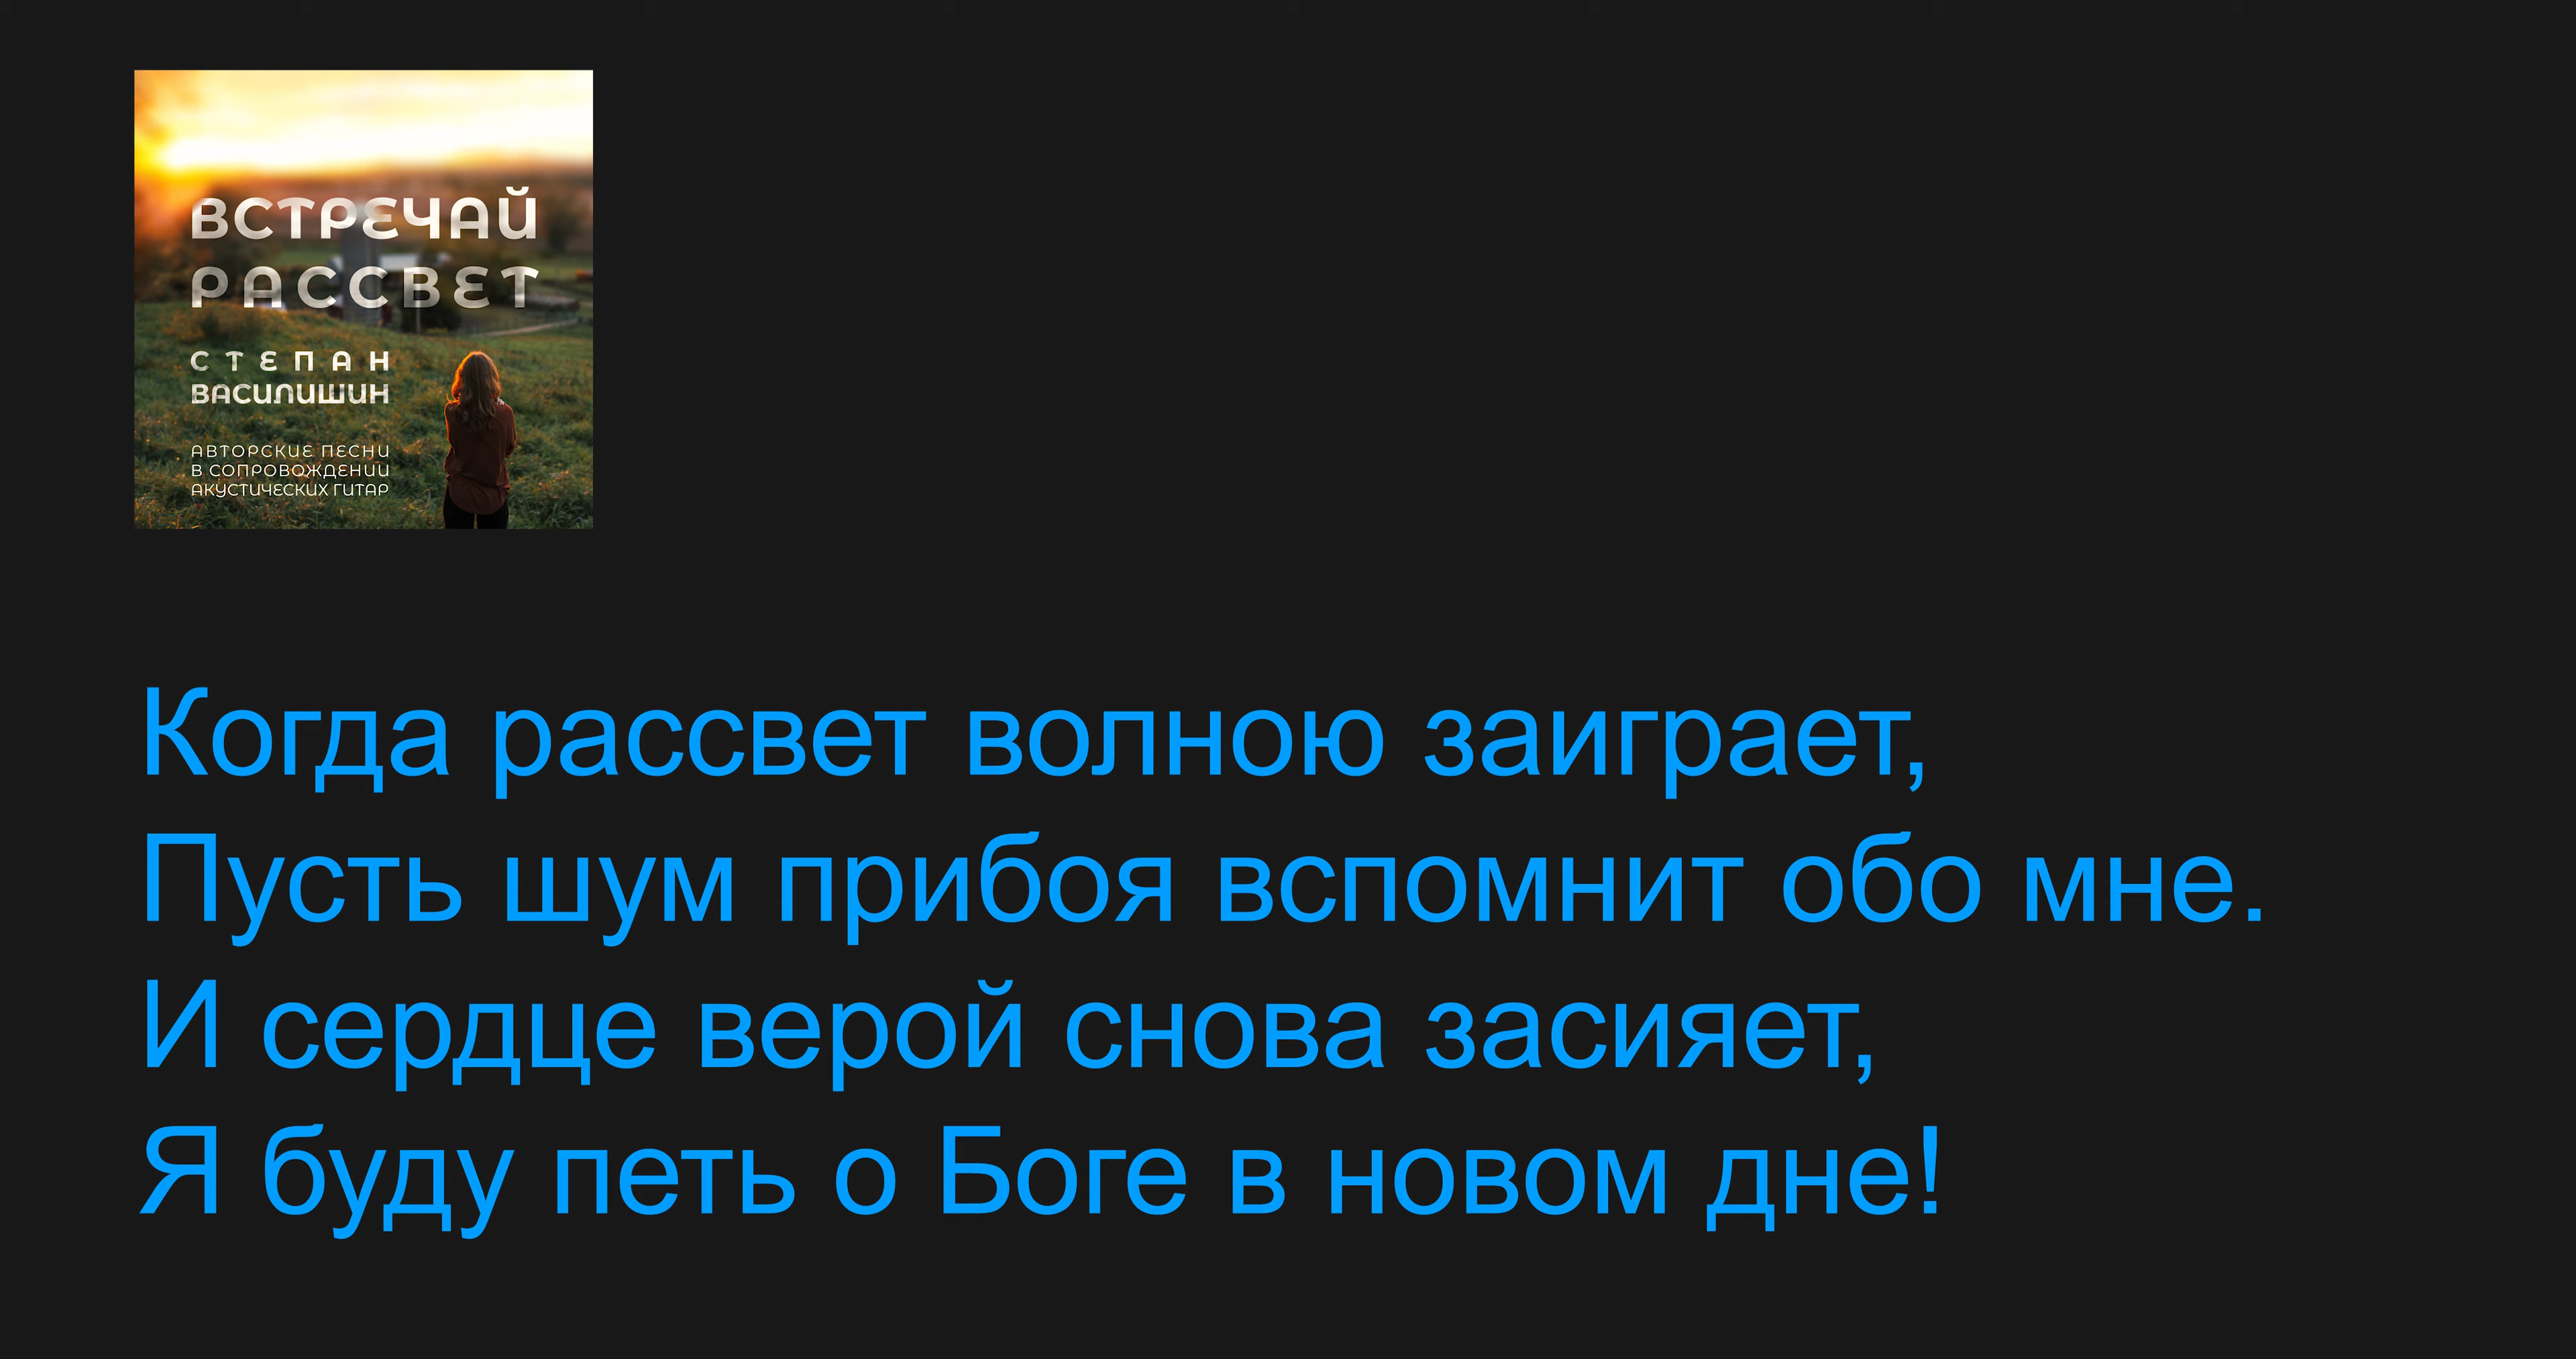 ВСТРЕЧАЙ
РАССВЕТ
СТЕПАН
ВАСИЛИШИН
АВТОРСКИЕ ПЕСНИ
В СОПРОВОЖДЕНИИ
АКУСТИЧЕСКИХ ГИТАР
Когда рассвет волною заиграет,
Пусть шум прибоя вспомнит обо мне.
И сердце верой снова засияет,
Я буду петь о Боге в новом дне!